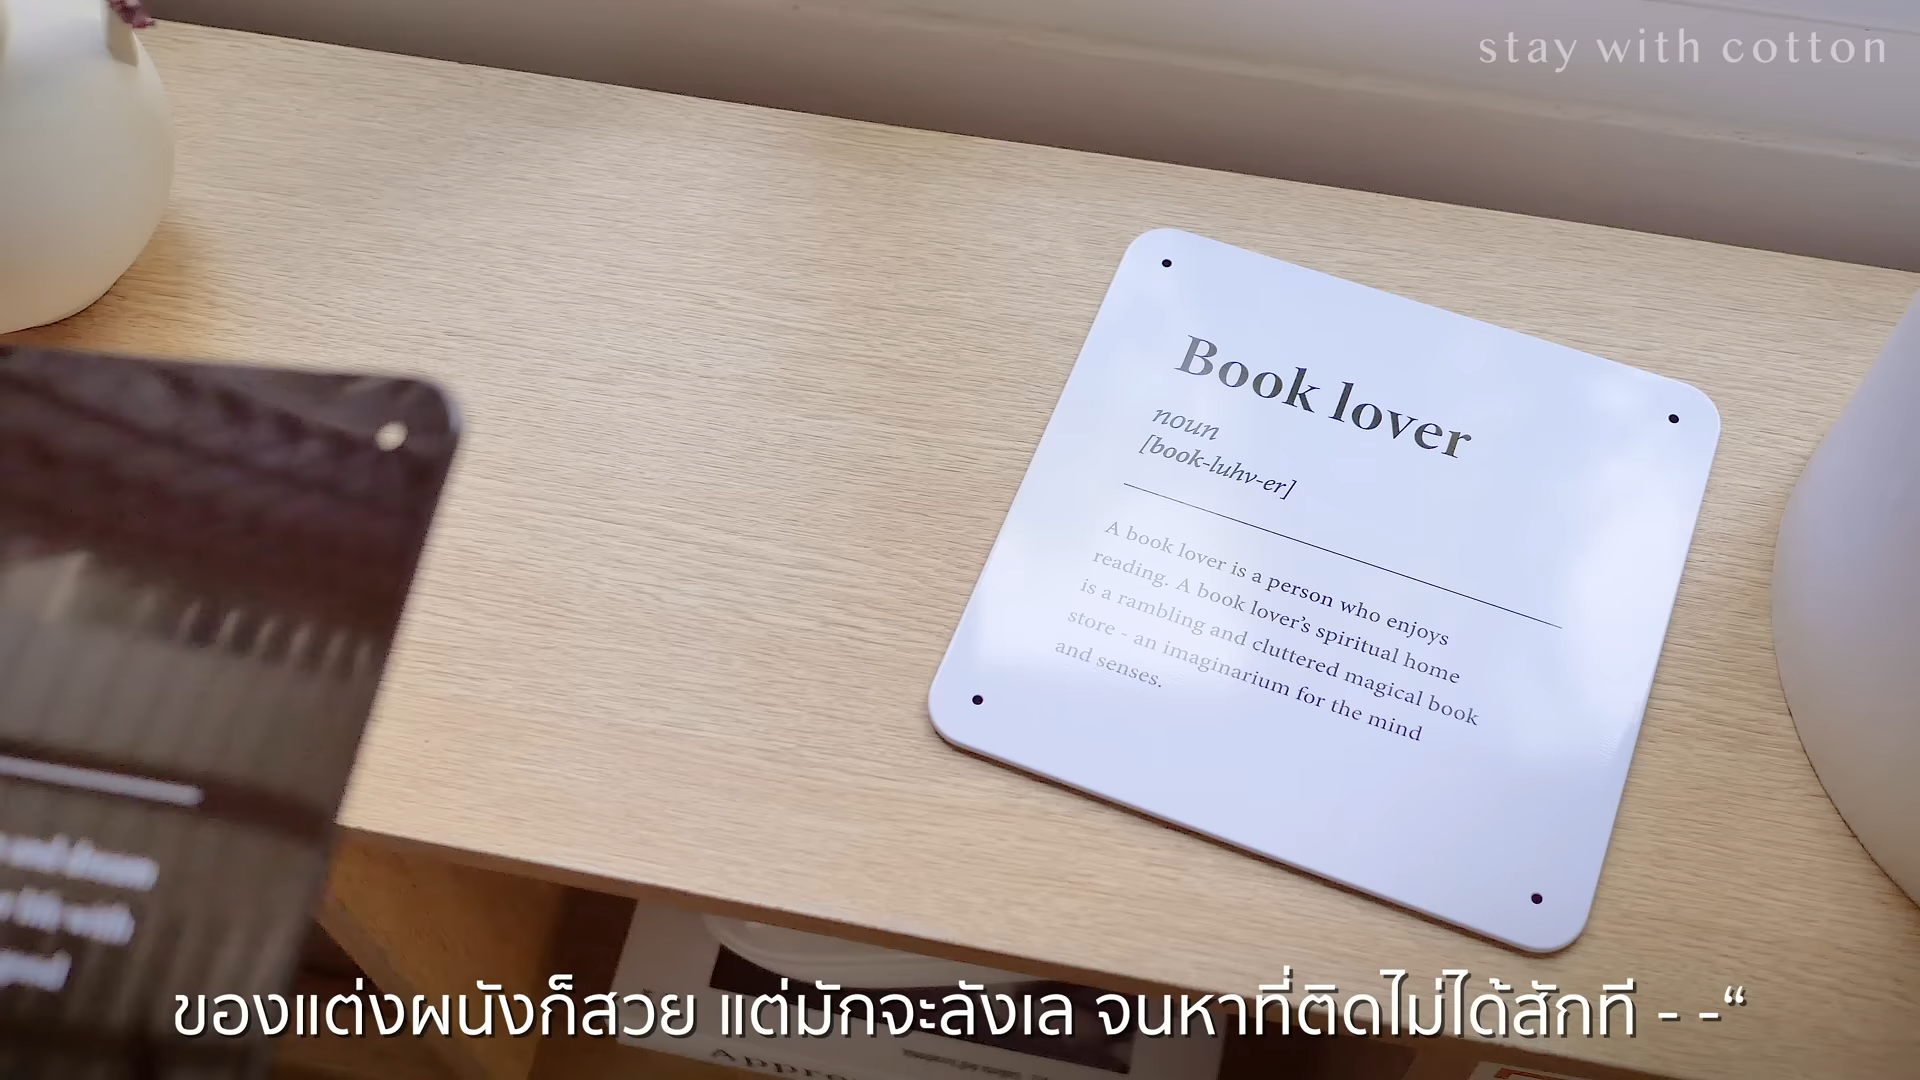 stay with cotton
Book lover
noun
[book-luhv-er]
A book lover is a person who enjoys
reading. A book lover's spiritual home
is a rambling and cluttered magical book
store - an imaginarium for the mind
and senses.
ของแต่งผนังก็สวย แต่มักจะลังเล จนหาที่ติดไม่ได้สักที - -“